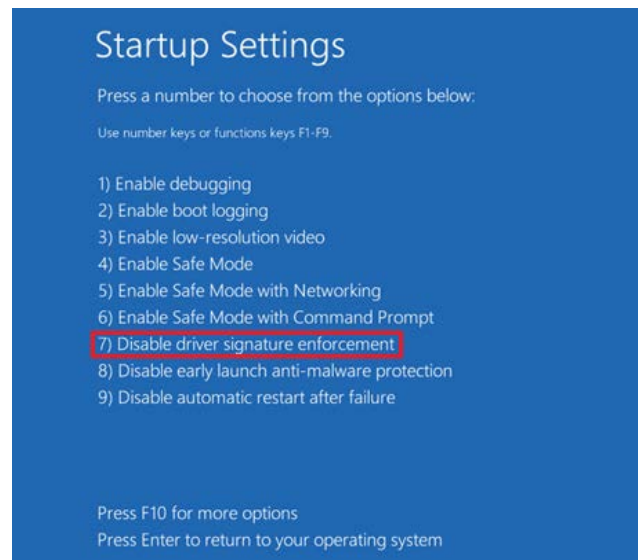 Startup Settings
Press a number to choose from the options below:
Use number keys or functions keys F1-F9.
1) Enable debugging
2) Enable boot logging
3) Enable low-resolution video
4) Enable Safe Mode
5) Enable Safe Mode with Networking
6) Enable Safe Mode with Command Prompt
7) Disable driver signature enforcement
8) Disable early launch anti-malware protection
9) Disable automatic restart after failure
Press F10 for more options
Press Enter to return to your operating system